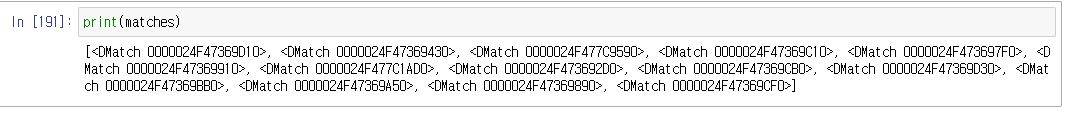 In [191]: print(matches)
[<DMatch 0000024F47369D10>, <DMatch 0000024F47369430>, <DMatch 0000024F477C9590>, <DMatch 0000024F47369C10>, <DMatch 0000024F473697F0>, <D
Match 0000024F47369910>, <DMatch 0000024F477C1AD0>, <DMatch 0000024F473692D0>, <DMatch 0000024F47369CB0>, <DMatch 0000024F47369D30>, <DMat
ch 0000024F47369BB0>, <DMatch 0000024F47369A50>, <DMatch 0000024F47369890>, <DMatch 0000024F47369CF0>]